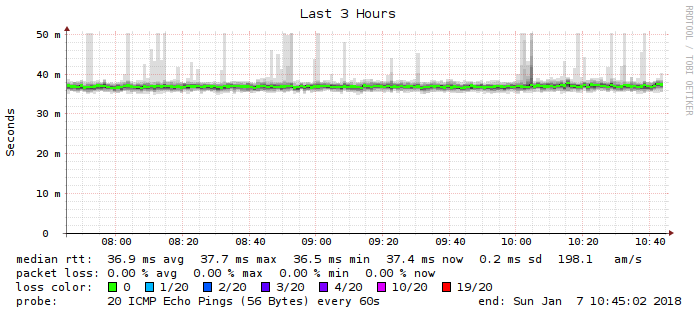 Last 3 Hours
RRDTOOL / TOBI OETIKER
Seconds
50 m
40 m
30 m
20 m
10 m
0
08:00 08:20 08:40 09:00 09:20 09:40 10:00 10:20 10:40
median rtt: 36.9 ms avg 37.7 ms max 36.5 ms min 37.4 ms now 0.2 ms sd 198.1 am/s
packet loss: 0.00 % avg 0.00 % max 0.00 % min 0.00 % now
loss color: 0 1/20 2/20 3/20 4/20 10/20 19/20
probe: 20 ICMP Echo Pings (56 Bytes) every 60s end: Sun Jan 7 10:45:02 2018